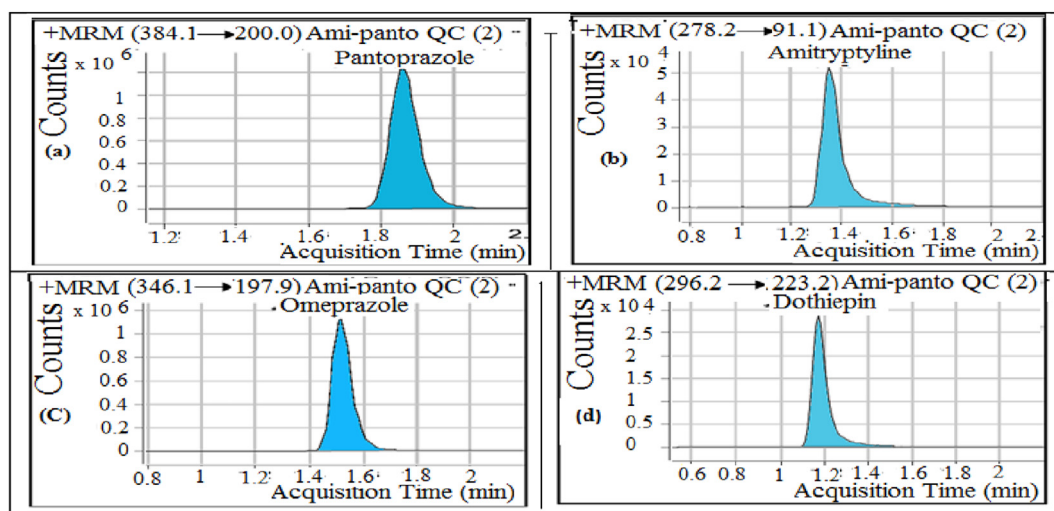 +MRM (384.1→200.0) Ami-panto QC (2)
x 10 6
Pantoprazole
Counts
1
0.8
0.6
0.4
0.2
0
(a)
1.2 1.4 1.6 1.8 2 2.
Acquisition Time (min)
+MRM (278.2→91.1) Ami-panto QC (2)
x 10 4
Amitryptyline
Counts
5
4
3
2
1
0
(b)
0.8 1 1.2 1.4 1.6 1.8 2 2.
Acquisition Time (min)
+MRM (346.1→197.9) Ami-panto QC (2)
x 10 6
Omeprazole
Counts
1
0.8
0.6
0.4
0.2
0
(C)
0.8 1 1.2 1.4 1.6 1.8 2
Acquisition Time (min)
+MRM (296.2→223.2) Ami-panto QC (2)
x 10 4
Dothiepin
Counts
2.5
2
1.5
1
0.5
0
(d)
0.6 0.8 1 1.2 1.4 1.6 1.8 2
Acquisition Time (min)